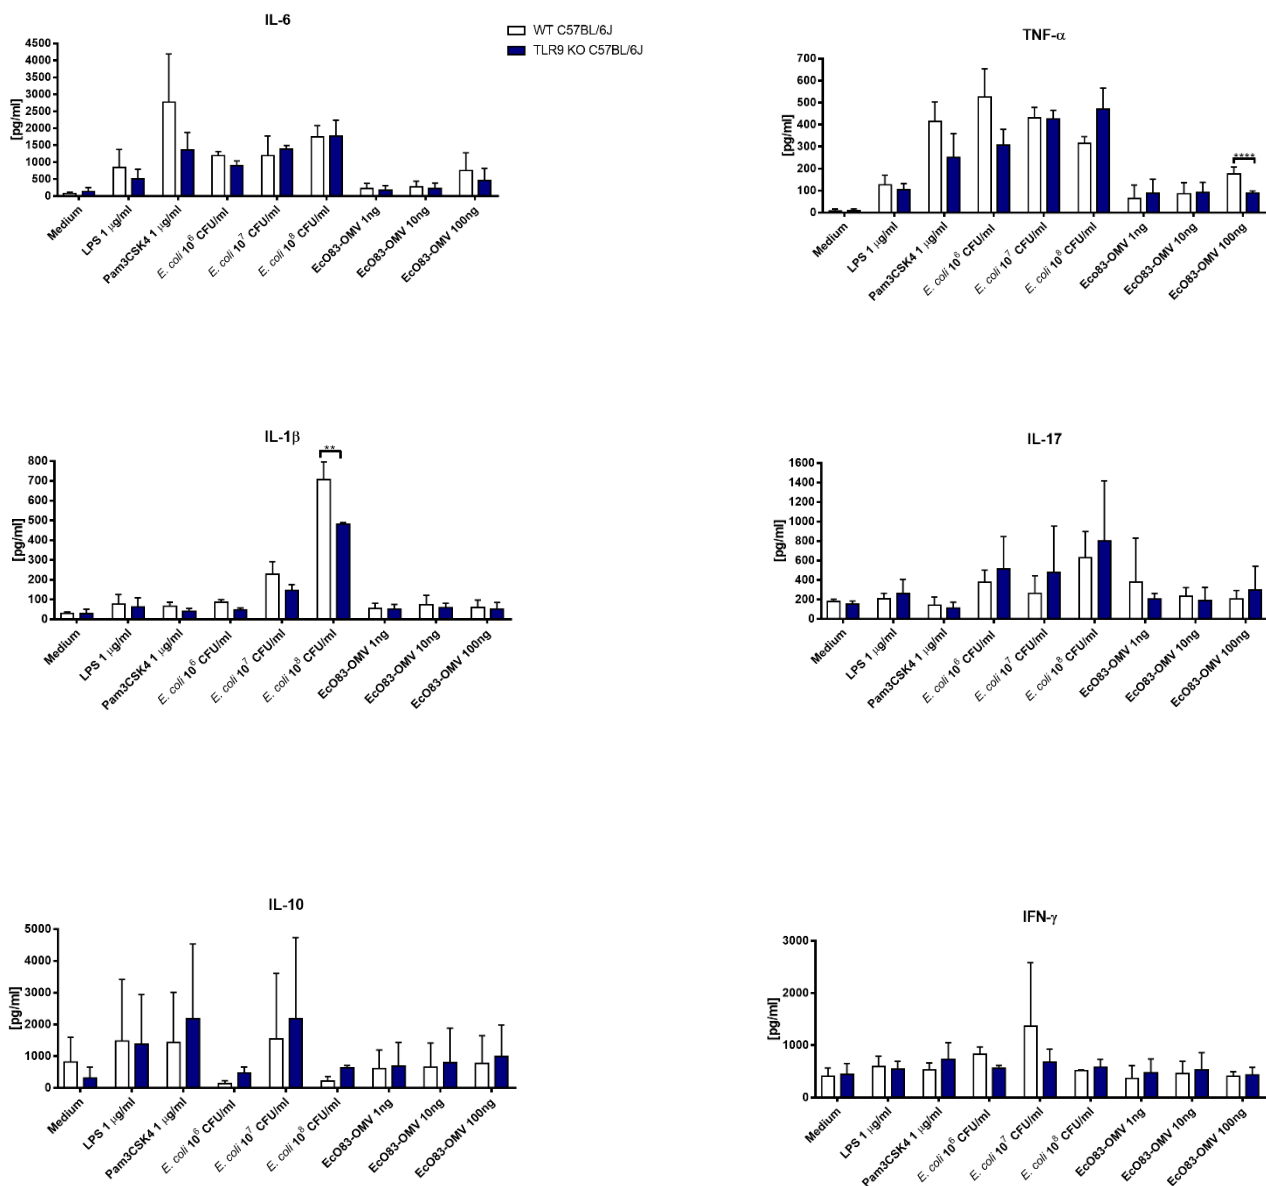 IL-6
WT C57BL/6J
TLR9 KO C57BL/6J
[pg/ml]
4500
4000
3500
3000
2500
2000
1500
1000
500
0
Medium
LPS 1 μg/ml
Pam3CSK4 1 μg/ml
E. coli 10⁶ CFU/ml
E. coli 10⁷ CFU/ml
E. coli 10⁸ CFU/ml
EcO83-OMV 1ng
EcO83-OMV 10ng
EcO83-OMV 100ng
TNF-α
[pg/ml]
700
600
500
400
300
200
100
0
****
Medium
LPS 1 μg/ml
Pam3CSK4 1 μg/ml
E. coli 10⁶ CFU/ml
E. coli 10⁷ CFU/ml
E. coli 10⁸ CFU/ml
Eco83-OMV 1ng
EcO83-OMV 10ng
EcO83-OMV 100ng
IL-1β
[pg/ml]
800
700
600
500
400
300
200
100
0
**
Medium
LPS 1 μg/ml
Pam3CSK4 1 μg/ml
E. coli 10⁶ CFU/ml
E. coli 10⁷ CFU/ml
E. coli 10⁸ CFU/ml
EcO83-OMV 1ng
EcO83-OMV 10ng
EcO83-OMV 100ng
IL-17
[pg/ml]
1600
1400
1200
1000
800
600
400
200
0
Medium
LPS 1 μg/ml
Pam3CSK4 1 μg/ml
E. coli 10⁶ CFU/ml
E. coli 10⁷ CFU/ml
E. coli 10⁸ CFU/ml
EcO83-OMV 1ng
EcO83-OMV 10ng
EcO83-OMV 100ng
IL-10
[pg/ml]
5000
4000
3000
2000
1000
0
Medium
LPS 1 μg/ml
Pam3CSK4 1 μg/ml
E. coli 10⁶ CFU/ml
E. coli 10⁷ CFU/ml
E. coli 10⁸ CFU/ml
EcO83-OMV 1ng
EcO83-OMV 10ng
EcO83-OMV 100ng
IFN-γ
[pg/ml]
3000
2000
1000
0
Medium
LPS 1 μg/ml
Pam3CSK4 1 μg/ml
E. coli 10⁶ CFU/ml
E. coli 10⁷ CFU/ml
E. coli 10⁸ CFU/ml
EcO83-OMV 1ng
EcO83-OMV 10ng
EcO83-OMV 100ng